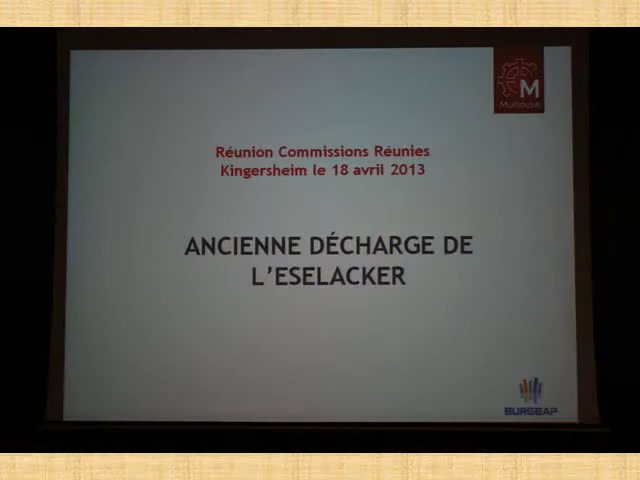 M
Mulhouse
Réunion Commissions Réunies
Kingersheim le 18 avril 2013
ANCIENNE DÉCHARGE DE
L'ESELACKER
BURGEAP